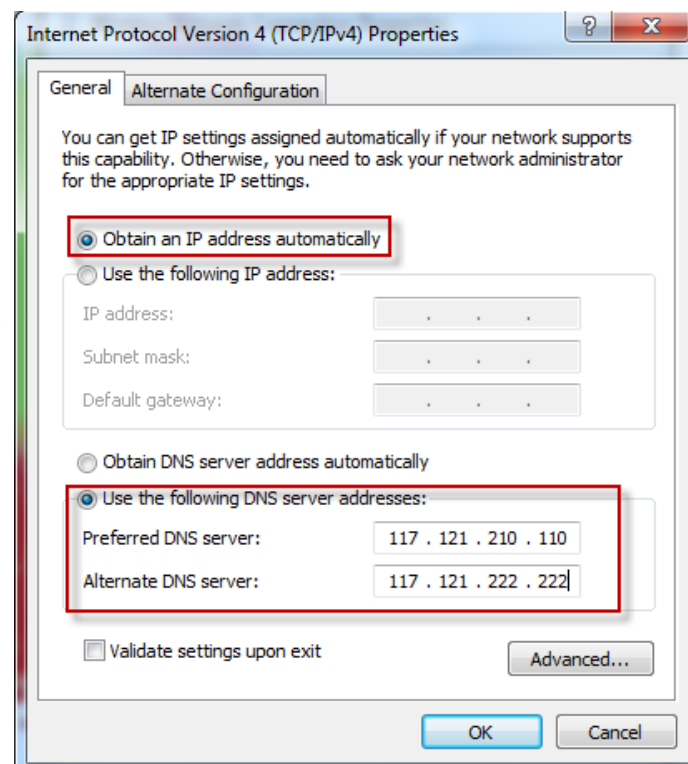 Internet Protocol Version 4 (TCP/IPv4) Properties
General
Alternate Configuration
You can get IP settings assigned automatically if your network supports
this capability. Otherwise, you need to ask your network administrator
for the appropriate IP settings.
Obtain an IP address automatically
Use the following IP address:
IP address: . . .
Subnet mask: . . .
Default gateway: . . .
Obtain DNS server address automatically
Use the following DNS server addresses:
Preferred DNS server: 117 . 121 . 210 . 110
Alternate DNS server: 117 . 121 . 222 . 222
Validate settings upon exit
Advanced...
OK
Cancel